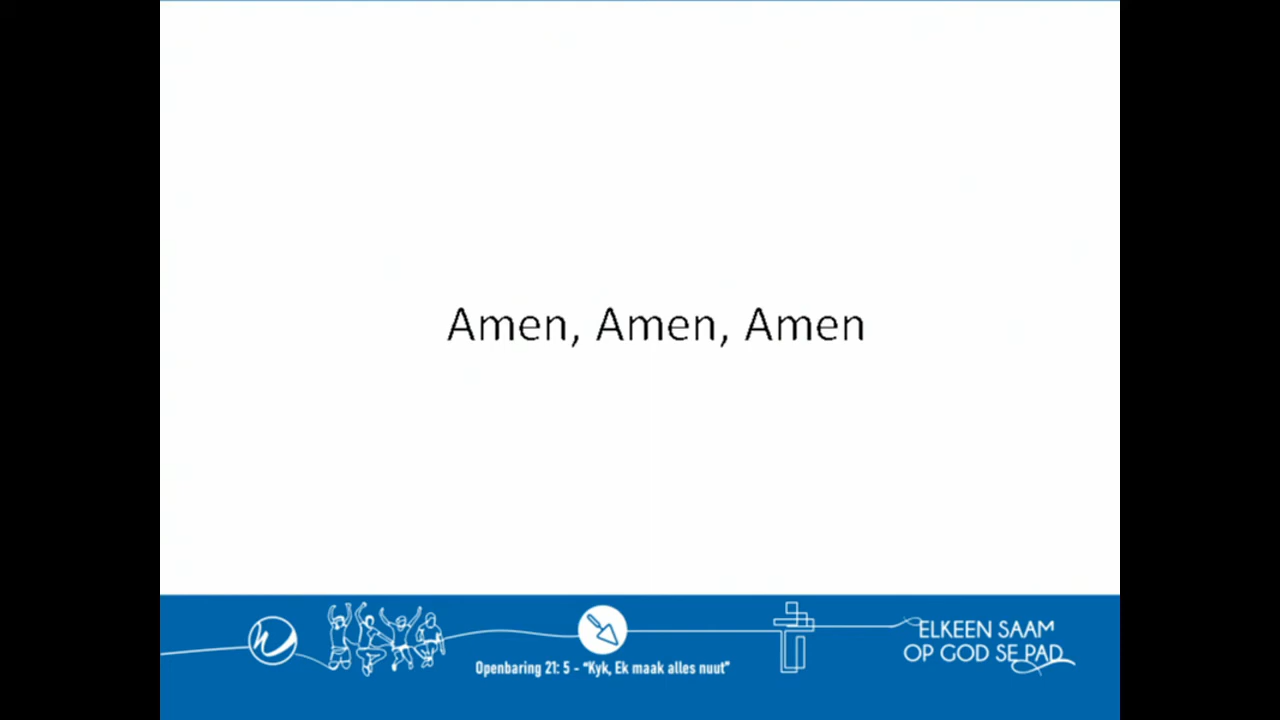 Amen, Amen, Amen
Openbaring 21: 5 - "Kyk, Ek maak alles nuut"
ELKEEN SAAM
OP GOD SE PAD